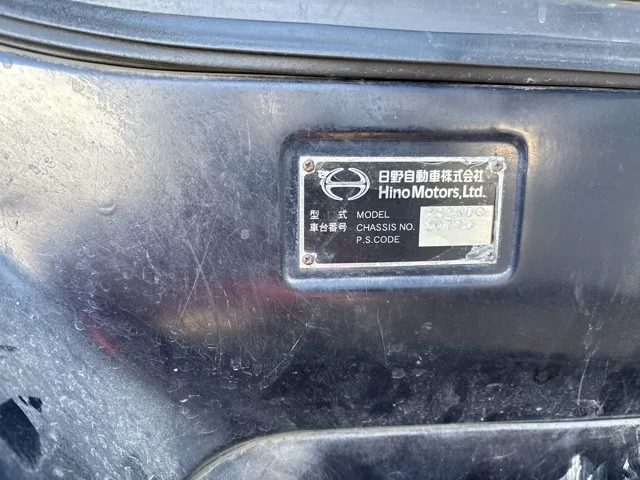 日野自動車株式会社
Hino Motors, Ltd.
型式 MODEL
車台番号 CHASSIS NO.
P.S.CODE